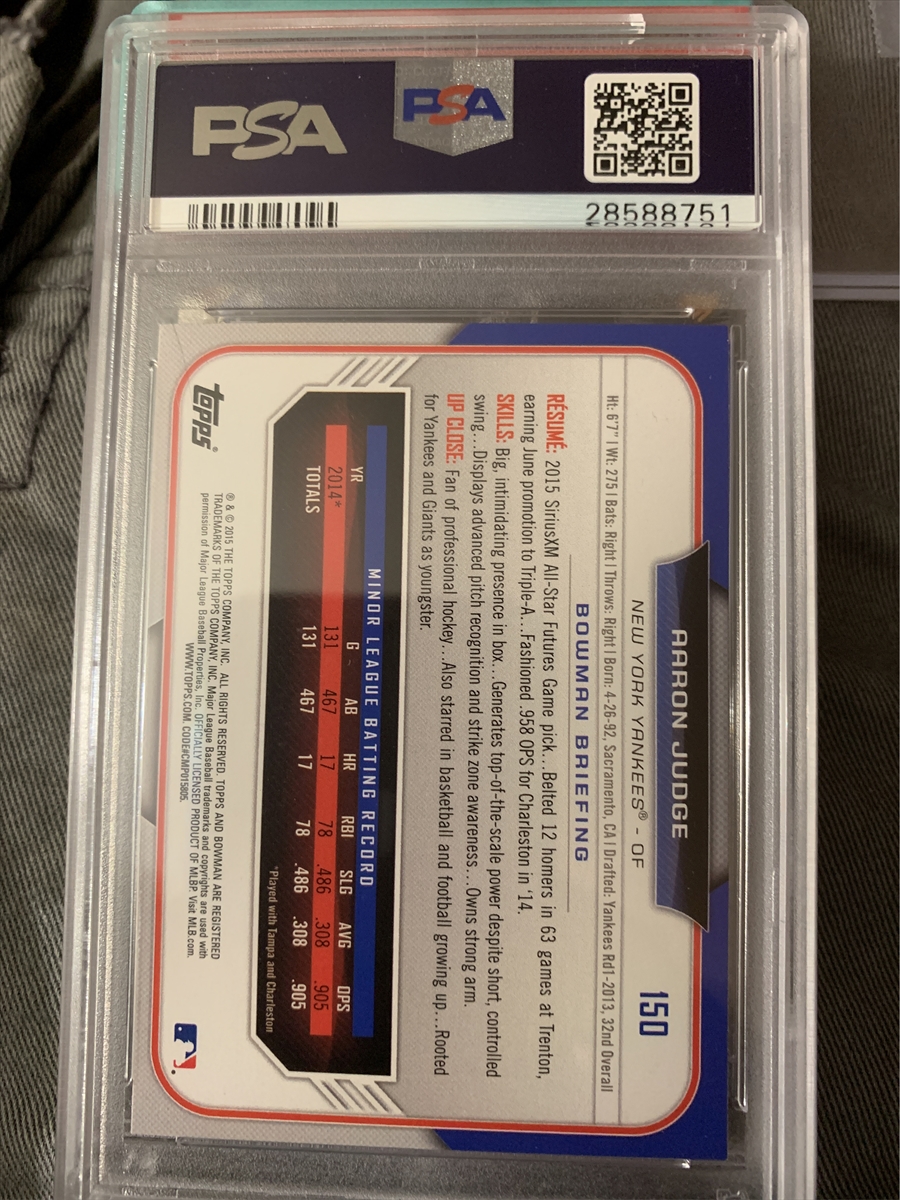 PSA
PSA
28588751
AARON JUDGE
150
NEW YORK YANKEES® – OF
Ht: 6'7" | Wt: 275 | Bats: Right | Throws: Right | Born: 4-26-92, Sacramento, CA | Drafted: Yankees Rd1-2013, 32nd Overall
BOWMAN BRIEFING
RÉSUMÉ: 2015 SiriusXM All-Star Futures Game pick...Belted 12 homers in 63 games at Trenton,
earning June promotion to Triple-A...Fashioned .958 OPS for Charleston in '14.
SKILLS: Big, intimidating presence in box...Generates top-of-the-scale power despite short, controlled
swing...Displays advanced pitch recognition and strike zone awareness...Owns strong arm.
UP CLOSE: Fan of professional hockey...Also starred in basketball and football growing up...Rooted
for Yankees and Giants as youngster.
MINOR LEAGUE BATTING RECORD
YR G AB HR RBI SLG AVG OPS
2014* 131 467 17 78 .486 .308 .905
TOTALS 131 467 17 78 .486 .308 .905
*Played with Tampa and Charleston
topps®
® & © 2015 THE TOPPS COMPANY, INC. ALL RIGHTS RESERVED. TOPPS AND BOWMAN ARE REGISTERED
TRADEMARKS OF THE TOPPS COMPANY, INC. Major League Baseball trademarks and copyrights are used with
permission of Major League Baseball Properties, Inc. OFFICIALLY LICENSED PRODUCT OF MLBP. Visit MLB.com.
WWW.TOPPS.COM. CODE#CMP015805.